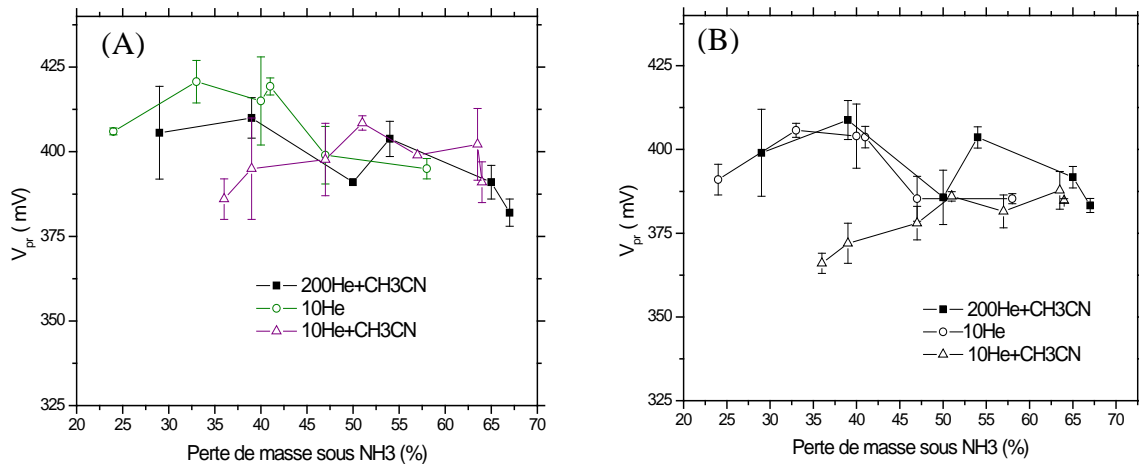 (A)
V_pr ( mV)
425
400
375
350
325
200He+CH3CN
10He
10He+CH3CN
20 25 30 35 40 45 50 55 60 65 70
Perte de masse sous NH3 (%)
(B)
V_pr (mV)
425
400
375
350
325
200He+CH3CN
10He
10He+CH3CN
20 25 30 35 40 45 50 55 60 65 70
Perte de masse sous NH3 (%)